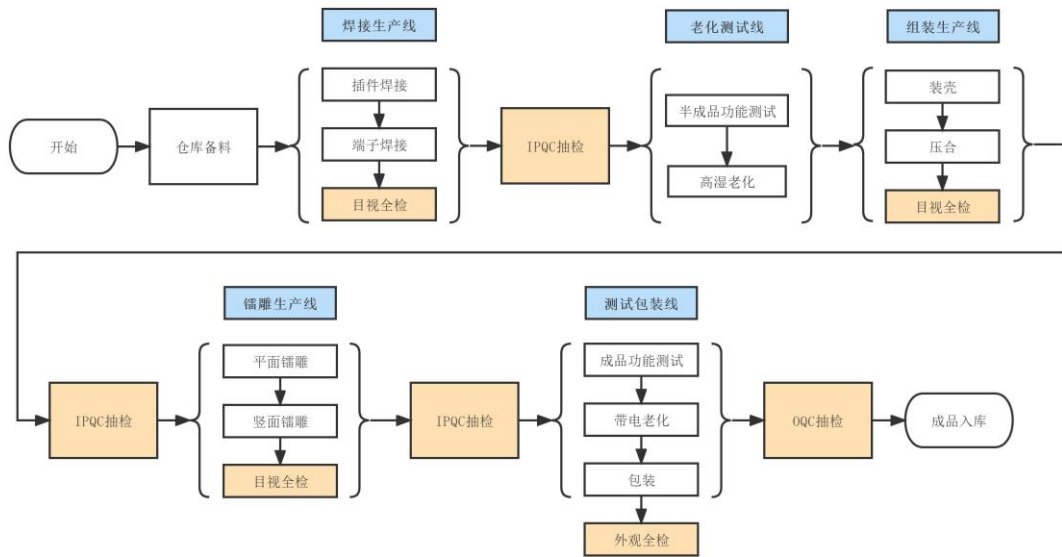 焊接生产线
老化测试线
组装生产线
开始
仓库备料
插件焊接
端子焊接
目视全检
IPQC抽检
半成品功能测试
高湿老化
装壳
压合
目视全检
镭雕生产线
测试包装线
IPQC抽检
平面镭雕
竖面镭雕
目视全检
IPQC抽检
成品功能测试
带电老化
包装
外观全检
OQC抽检
成品入库